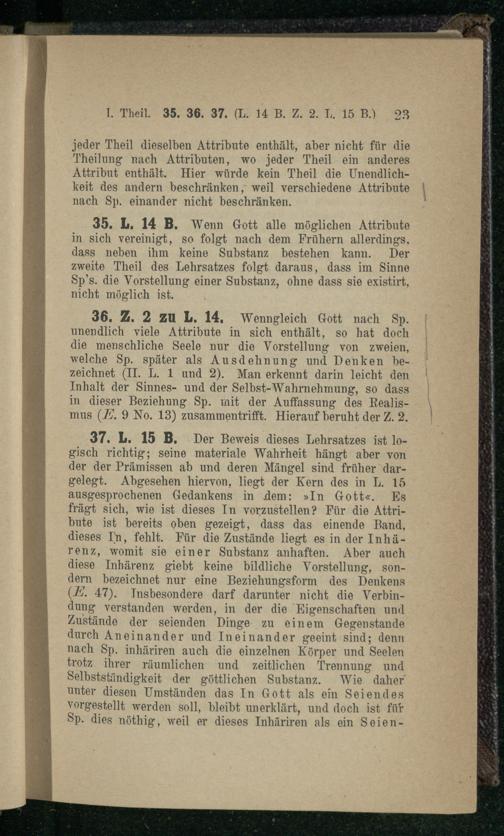 I. Theil. 35. 36. 37. (L. 14 B. Z. 2. L. 15 B.) 23
jeder Theil dieselben Attribute enthält, aber nicht für die
Theilung nach Attributen, wo jeder Theil ein anderes
Attribut enthält. Hier würde kein Theil die Unendlich-
keit des andern beschränken, weil verschiedene Attribute
nach Sp. einander nicht beschränken.
35. L. 14 B. Wenn Gott alle möglichen Attribute
in sich vereinigt, so folgt nach dem Frühern allerdings,
dass neben ihm keine Substanz bestehen kann. Der
zweite Theil des Lehrsatzes folgt daraus, dass im Sinne
Sp's. die Vorstellung einer Substanz, ohne dass sie existirt,
nicht möglich ist.
36. Z. 2 zu L. 14. Wenngleich Gott nach Sp.
unendlich viele Attribute in sich enthält, so hat doch
die menschliche Seele nur die Vorstellung von zweien,
welche Sp. später als Ausdehnung und Denken be-
zeichnet (II. L. 1 und 2). Man erkennt darin leicht den
Inhalt der Sinnes- und der Selbst-Wahrnehmung, so dass
in dieser Beziehung Sp. mit der Auffassung des Realis-
mus (E. 9 No. 13) zusammentrifft. Hierauf beruht der Z. 2.
37. L. 15 B. Der Beweis dieses Lehrsatzes ist lo-
gisch richtig; seine materiale Wahrheit hängt aber von
der der Prämissen ab und deren Mängel sind früher dar-
gelegt. Abgesehen hiervon, liegt der Kern des in L. 15
ausgesprochenen Gedankens in dem: »In Gott«. Es
frägt sich, wie ist dieses In vorzustellen? Für die Attri-
bute ist bereits oben gezeigt, dass das einende Band,
dieses In, fehlt. Für die Zustände liegt es in der Inhä-
renz, womit sie einer Substanz anhaften. Aber auch
diese Inhärenz giebt keine bildliche Vorstellung, son-
dern bezeichnet nur eine Beziehungsform des Denkens
(E. 47). Insbesondere darf darunter nicht die Verbin-
dung verstanden werden, in der die Eigenschaften und
Zustände der seienden Dinge zu einem Gegenstande
durch Aneinander und Ineinander geeint sind; denn
nach Sp. inhäriren auch die einzelnen Körper und Seelen
trotz ihrer räumlichen und zeitlichen Trennung und
Selbstständigkeit der göttlichen Substanz. Wie daher
unter diesen Umständen das In Gott als ein Seiendes
vorgestellt werden soll, bleibt unerklärt, und doch ist für
Sp. dies nöthig, weil er dieses Inhäriren als ein Seien-